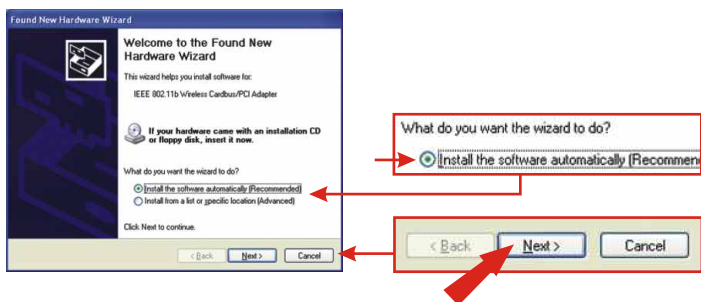 Found New Hardware Wizard
Welcome to the Found New
Hardware Wizard
This wizard helps you install software for:
IEEE 802.11b Wireless Cardbus/PCI Adapter
If your hardware came with an installation CD
or floppy disk, insert it now.
What do you want the wizard to do?
Install the software automatically (Recommended)
Install from a list or specific location (Advanced)
Click Next to continue.
< Back
Next >
Cancel
What do you want the wizard to do?
Install the software automatically (Recommen
< Back
Next >
Cancel